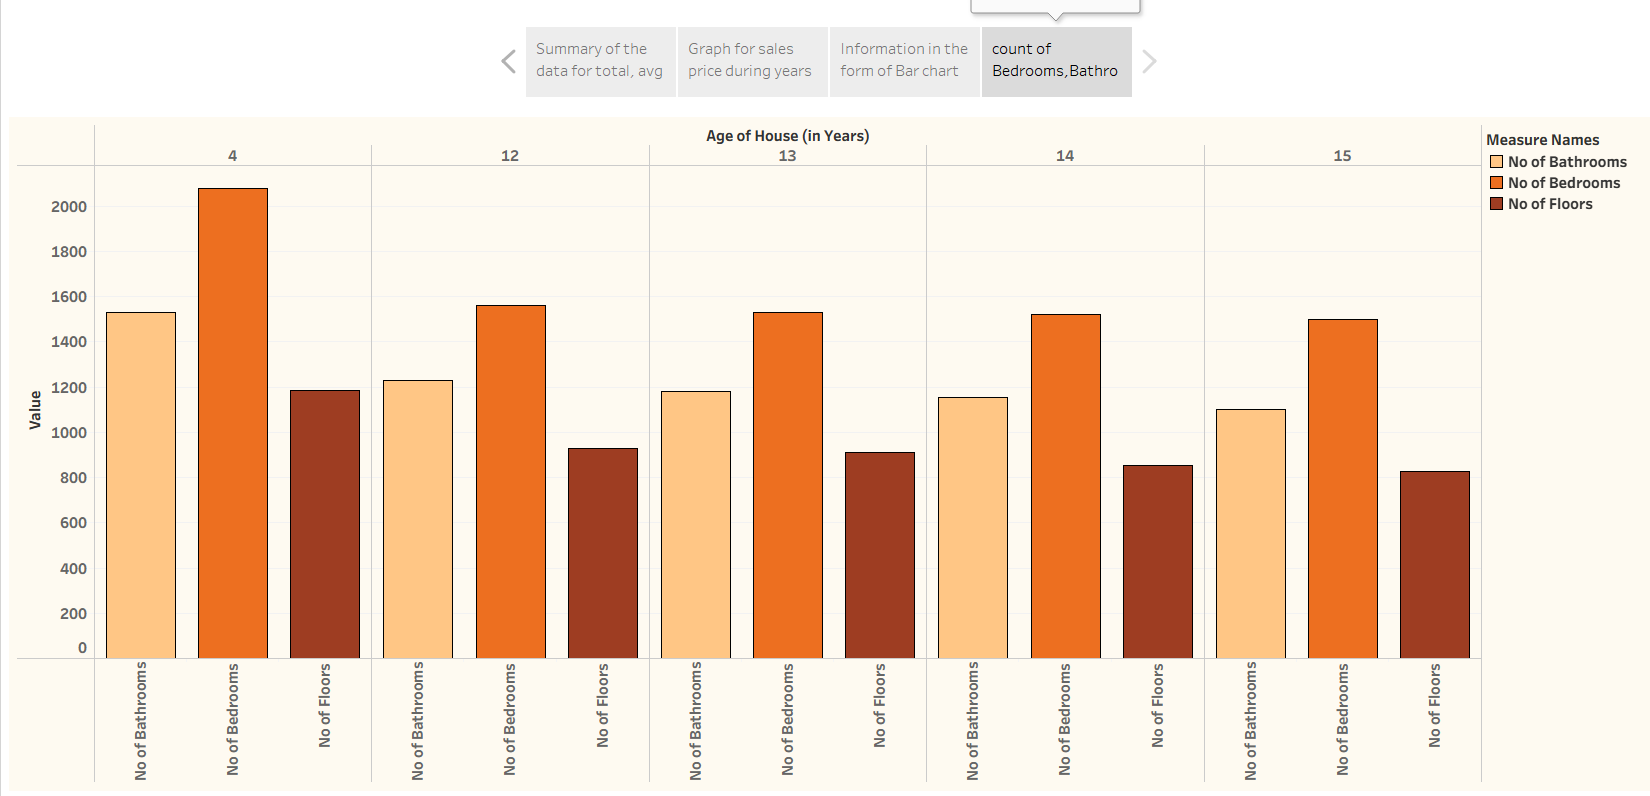 Summary of the
data for total, avg
Graph for sales
price during years
Information in the
form of Bar chart
count of
Bedrooms,Bathro
Age of House (in Years)
4
12
13
14
15
Measure Names
No of Bathrooms
No of Bedrooms
No of Floors
Value
2000
1800
1600
1400
1200
1000
800
600
400
200
0
No of Bathrooms
No of Bedrooms
No of Floors
No of Bathrooms
No of Bedrooms
No of Floors
No of Bathrooms
No of Bedrooms
No of Floors
No of Bathrooms
No of Bedrooms
No of Floors
No of Bathrooms
No of Bedrooms
No of Floors